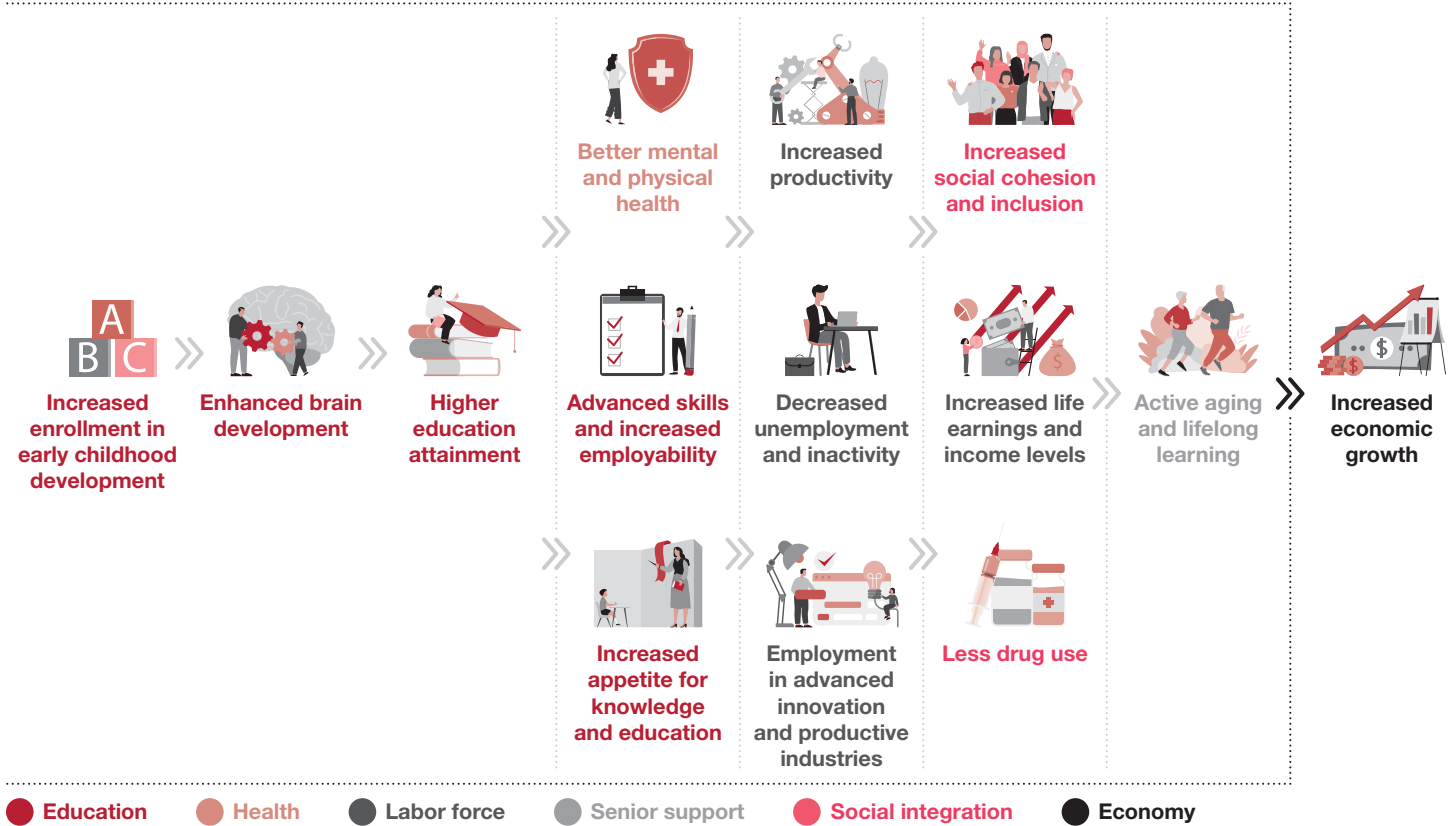 Better mental
and physical
health
Increased
productivity
Increased
social cohesion
and inclusion
A
B C
Increased
enrollment in
early childhood
development
Enhanced brain
development
Higher
education
attainment
Advanced skills
and increased
employability
Decreased
unemployment
and inactivity
$
Increased life
earnings and
income levels
Active aging
and lifelong
learning
$
$
Increased
economic
growth
Increased
appetite for
knowledge
and education
Employment
in advanced
innovation
and productive
industries
Less drug use
Education
Health
Labor force
Senior support
Social integration
Economy